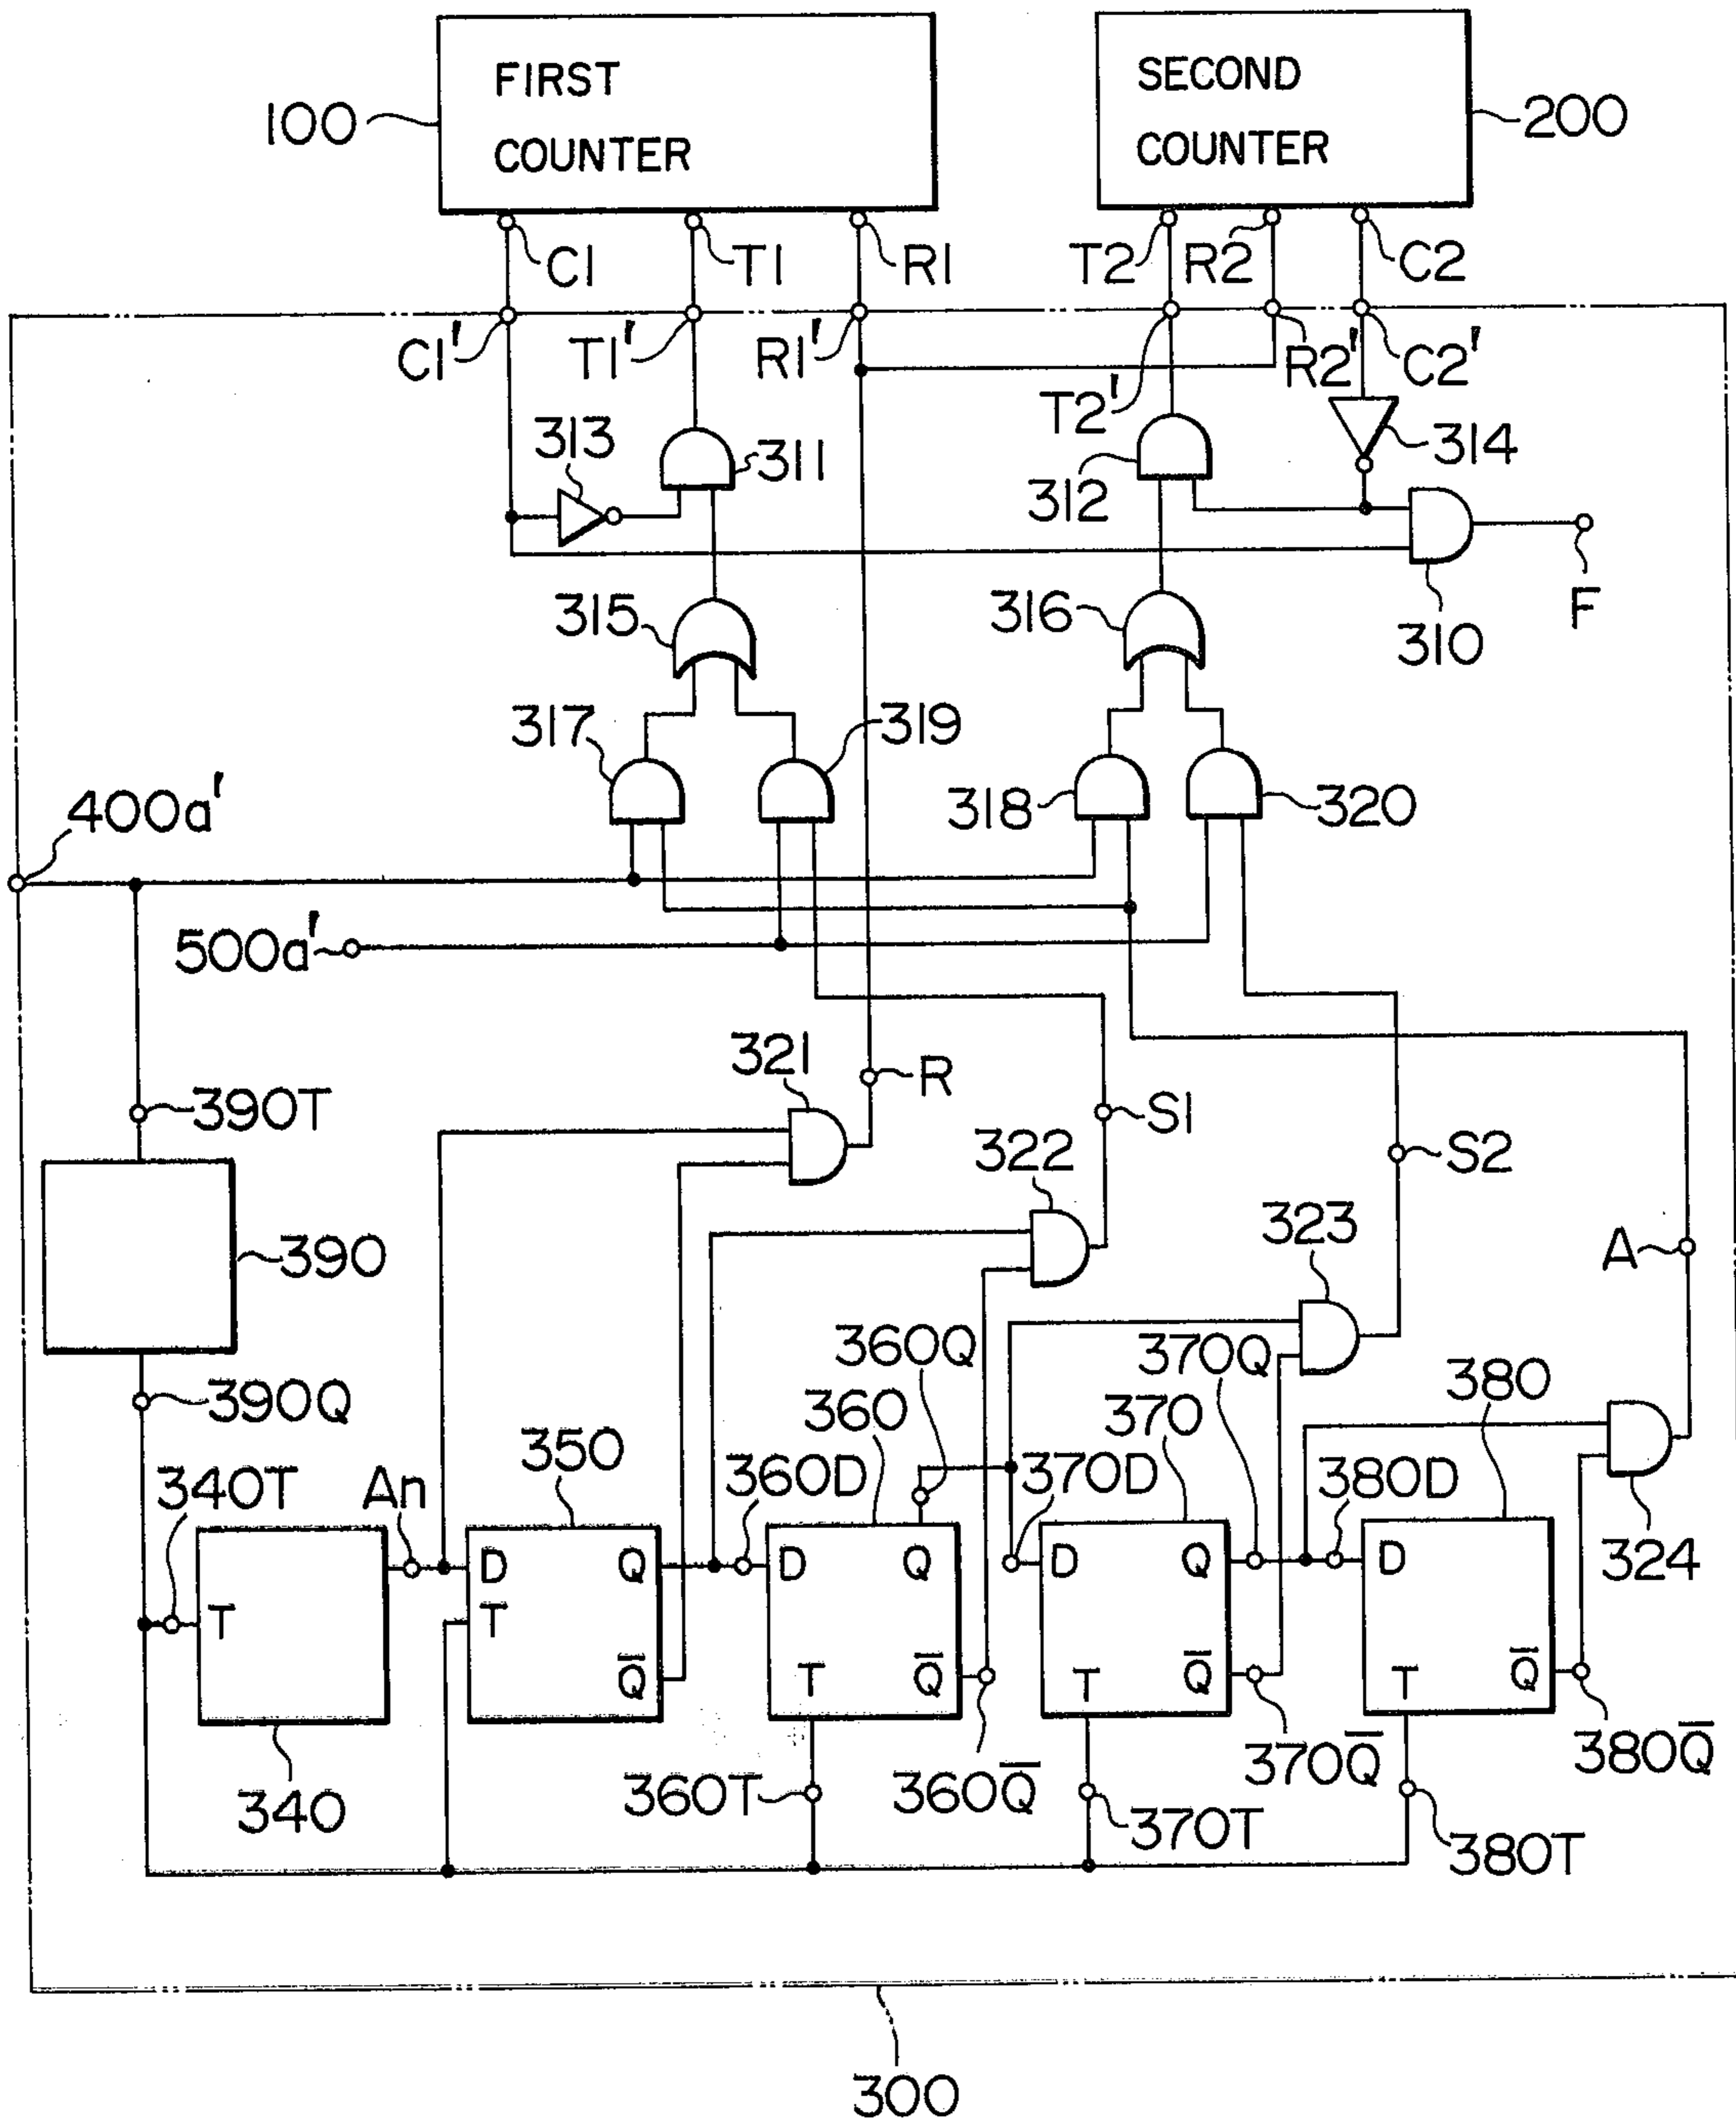 FIRST
COUNTER
SECOND
COUNTER
100
200
C1
T1
R1
T2
R2
C2
C1'
T1'
R1'
T2'
R2'
C2'
313
311
312
314
315
316
310
F
317
319
318
320
400a'
500a'
321
R
S1
390T
322
S2
323
390
A
360Q
370Q
380
390Q
360
370
350
340T
An
360D
370D
380D
324
D
Q
D
Q
D
Q
D
T
T
Q̅
T
Q̅
T
Q̅
T
Q̅
340
360T
360Q̅
370T
370Q̅
380T
380Q̅
300